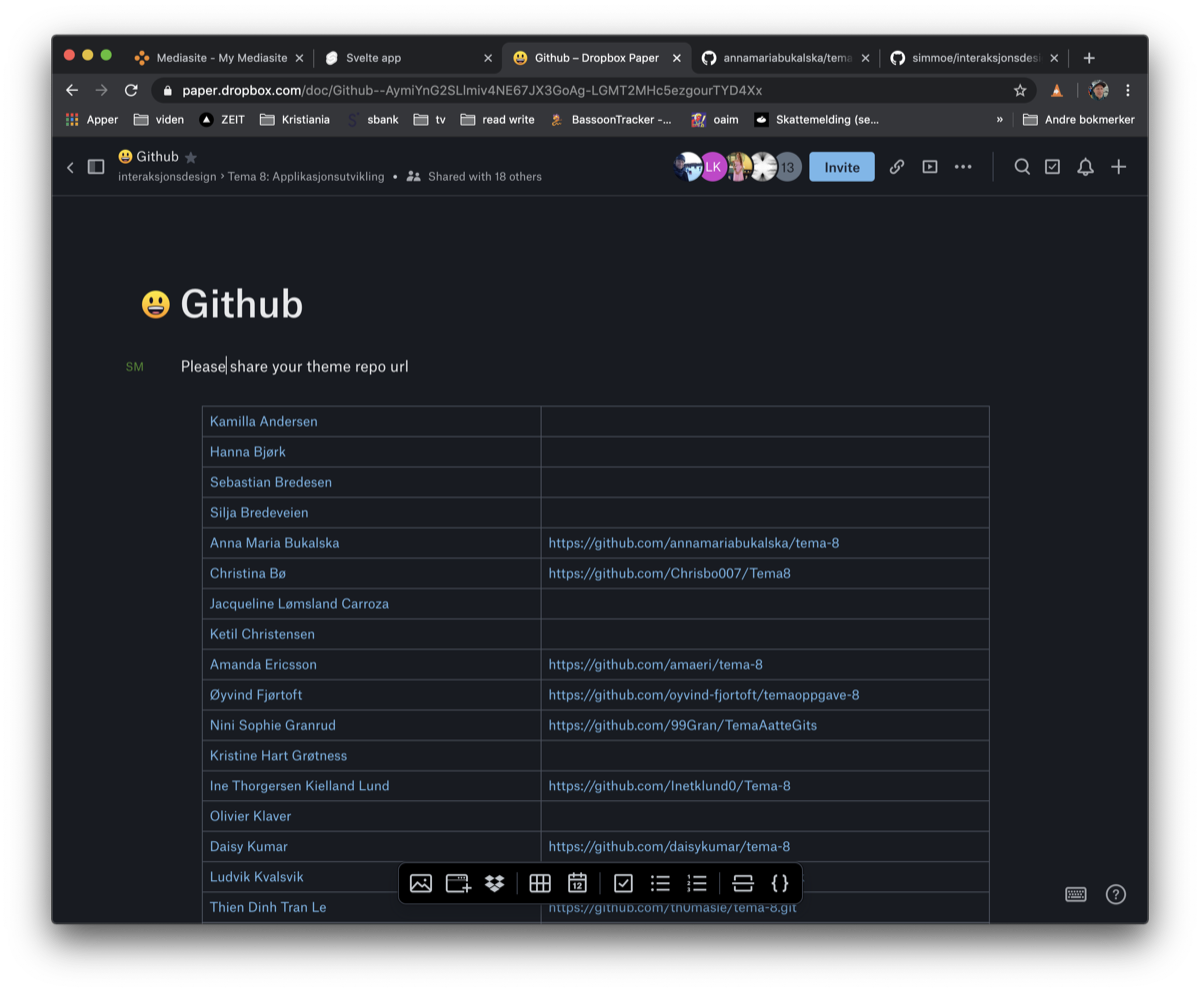 Mediasite - My Mediasite
Svelte app
Github – Dropbox Paper
annamariabukalska/tema
simmoe/interaksjonsdesi
paper.dropbox.com/doc/Github--AymiYnG2SLImiv4NE67JX3GoAg-LGMT2MHc5ezgourTYD4Xx
Apper viden ZEIT Kristiania sbank tv read write BassoonTracker -... oaim Skattemelding (se... » Andre bokmerker
Github
interaksjonsdesign › Tema 8: Applikasjonsutvikling • Shared with 18 others
LK 13 Invite
Github
SM Please share your theme repo url
Kamilla Andersen
Hanna Bjørk
Sebastian Bredesen
Silja Bredeveien
Anna Maria Bukalska https://github.com/annamariabukalska/tema-8
Christina Bø https://github.com/Chrisbo007/Tema8
Jacqueline Lømsland Carroza
Ketil Christensen
Amanda Ericsson https://github.com/amaeri/tema-8
Øyvind Fjørtoft https://github.com/oyvind-fjortoft/temaoppgave-8
Nini Sophie Granrud https://github.com/99Gran/TemaAatteGits
Kristine Hart Grøtness
Ine Thorgersen Kielland Lund https://github.com/Inetklund0/Tema-8
Olivier Klaver
Daisy Kumar https://github.com/daisykumar/tema-8
Ludvik Kvalsvik
12
Thien Dinh Tran Le https://github.com/th0masle/tema-8.git